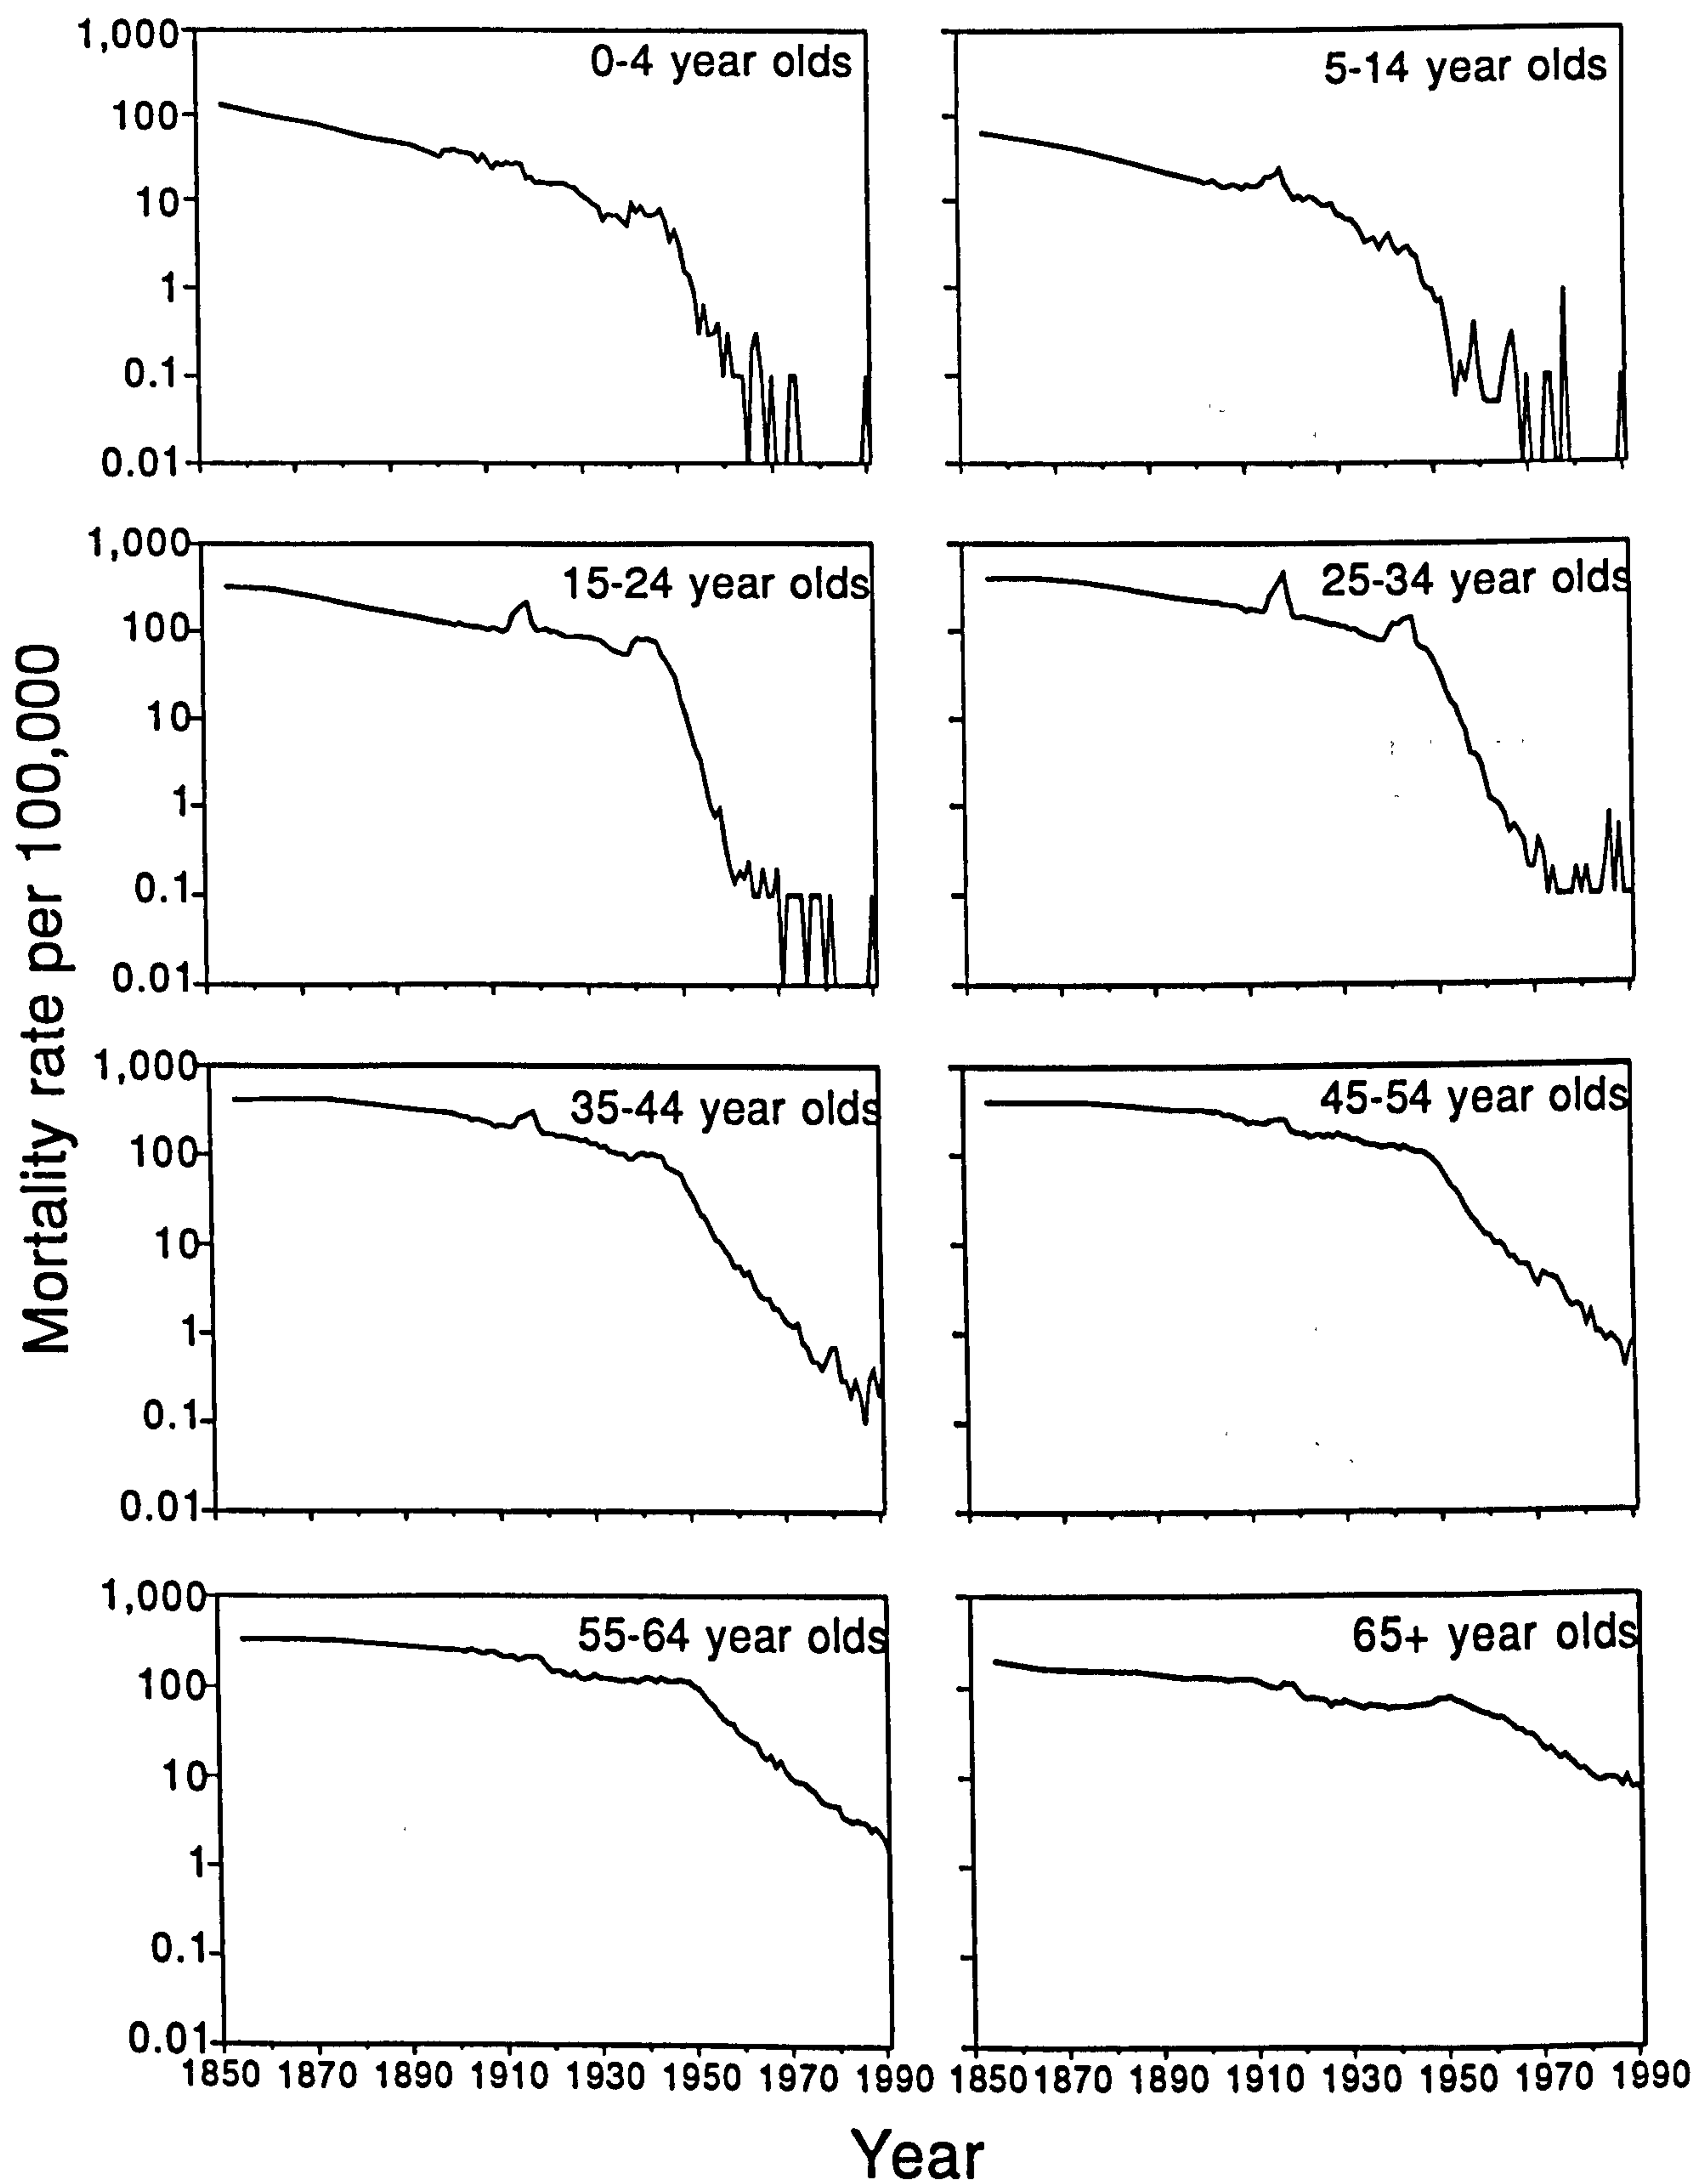 Mortality rate per 100,000
1,000
100
10
1
0.1
0.01
0-4 year olds
5-14 year olds
1,000
100
10
1
0.1
0.01
15-24 year olds
25-34 year olds
1,000
100
10
1
0.1
0.01
35-44 year olds
45-54 year olds
1,000
100
10
1
0.1
0.01
55-64 year olds
65+ year olds
1850 1870 1890 1910 1930 1950 1970 1990
1850 1870 1890 1910 1930 1950 1970 1990
Year